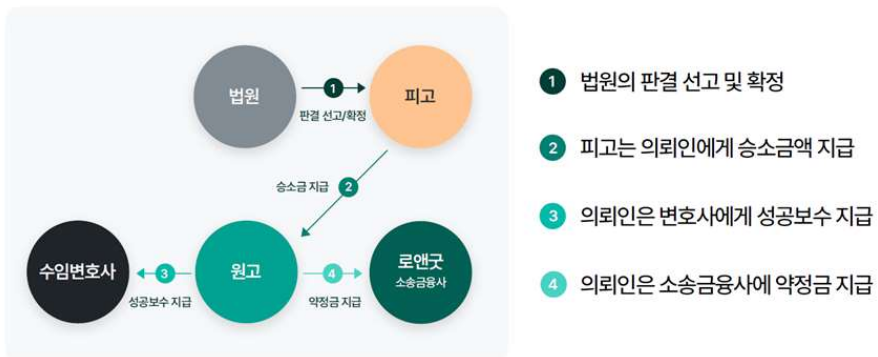 법원
1
피고
판결 선고/확정
승소금 지급 2
수임변호사
3
성공보수 지급
원고
4
약정금 지급
로앤굿
소송금융사
1 법원의 판결 선고 및 확정
2 피고는 의뢰인에게 승소금액 지급
3 의뢰인은 변호사에게 성공보수 지급
4 의뢰인은 소송금융사에 약정금 지급